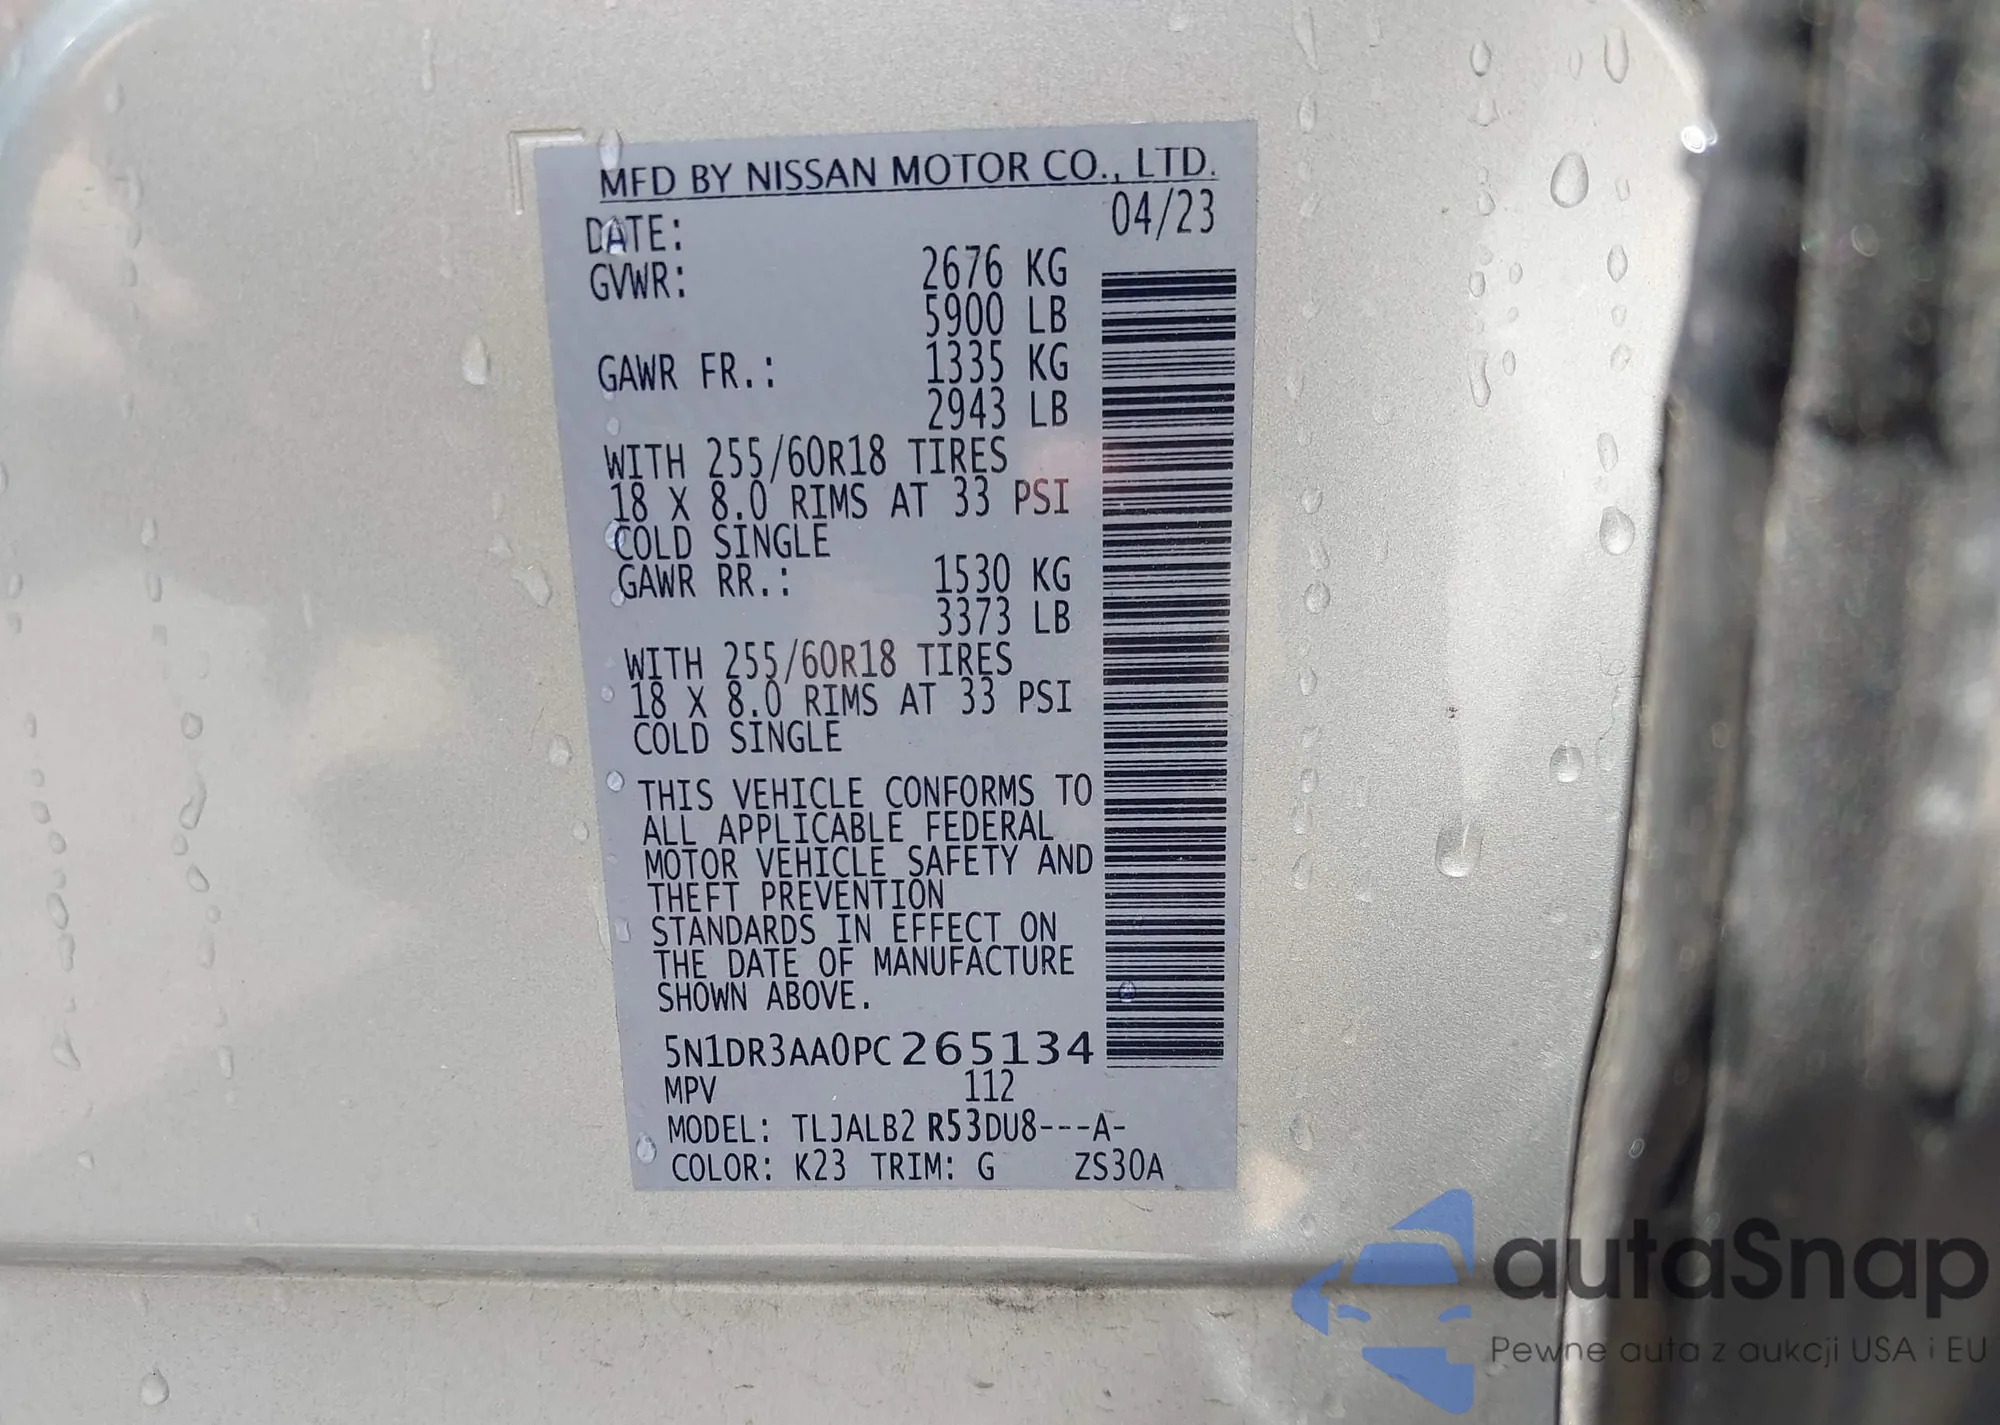 MFD BY NISSAN MOTOR CO., LTD.
DATE: 04/23
GVWR: 2676 KG
5900 LB
GAWR FR.: 1335 KG
2943 LB
WITH 255/60R18 TIRES
18 X 8.0 RIMS AT 33 PSI
COLD SINGLE
GAWR RR.: 1530 KG
3373 LB
WITH 255/60R18 TIRES
18 X 8.0 RIMS AT 33 PSI
COLD SINGLE
THIS VEHICLE CONFORMS TO
ALL APPLICABLE FEDERAL
MOTOR VEHICLE SAFETY AND
THEFT PREVENTION
STANDARDS IN EFFECT ON
THE DATE OF MANUFACTURE
SHOWN ABOVE.
5N1DR3AA0PC265134
MPV 112
MODEL: TLJALB2 R53DU8---A-
COLOR: K23 TRIM: G ZS30A
autaSnap
Pewne auta z aukcji USA i EU